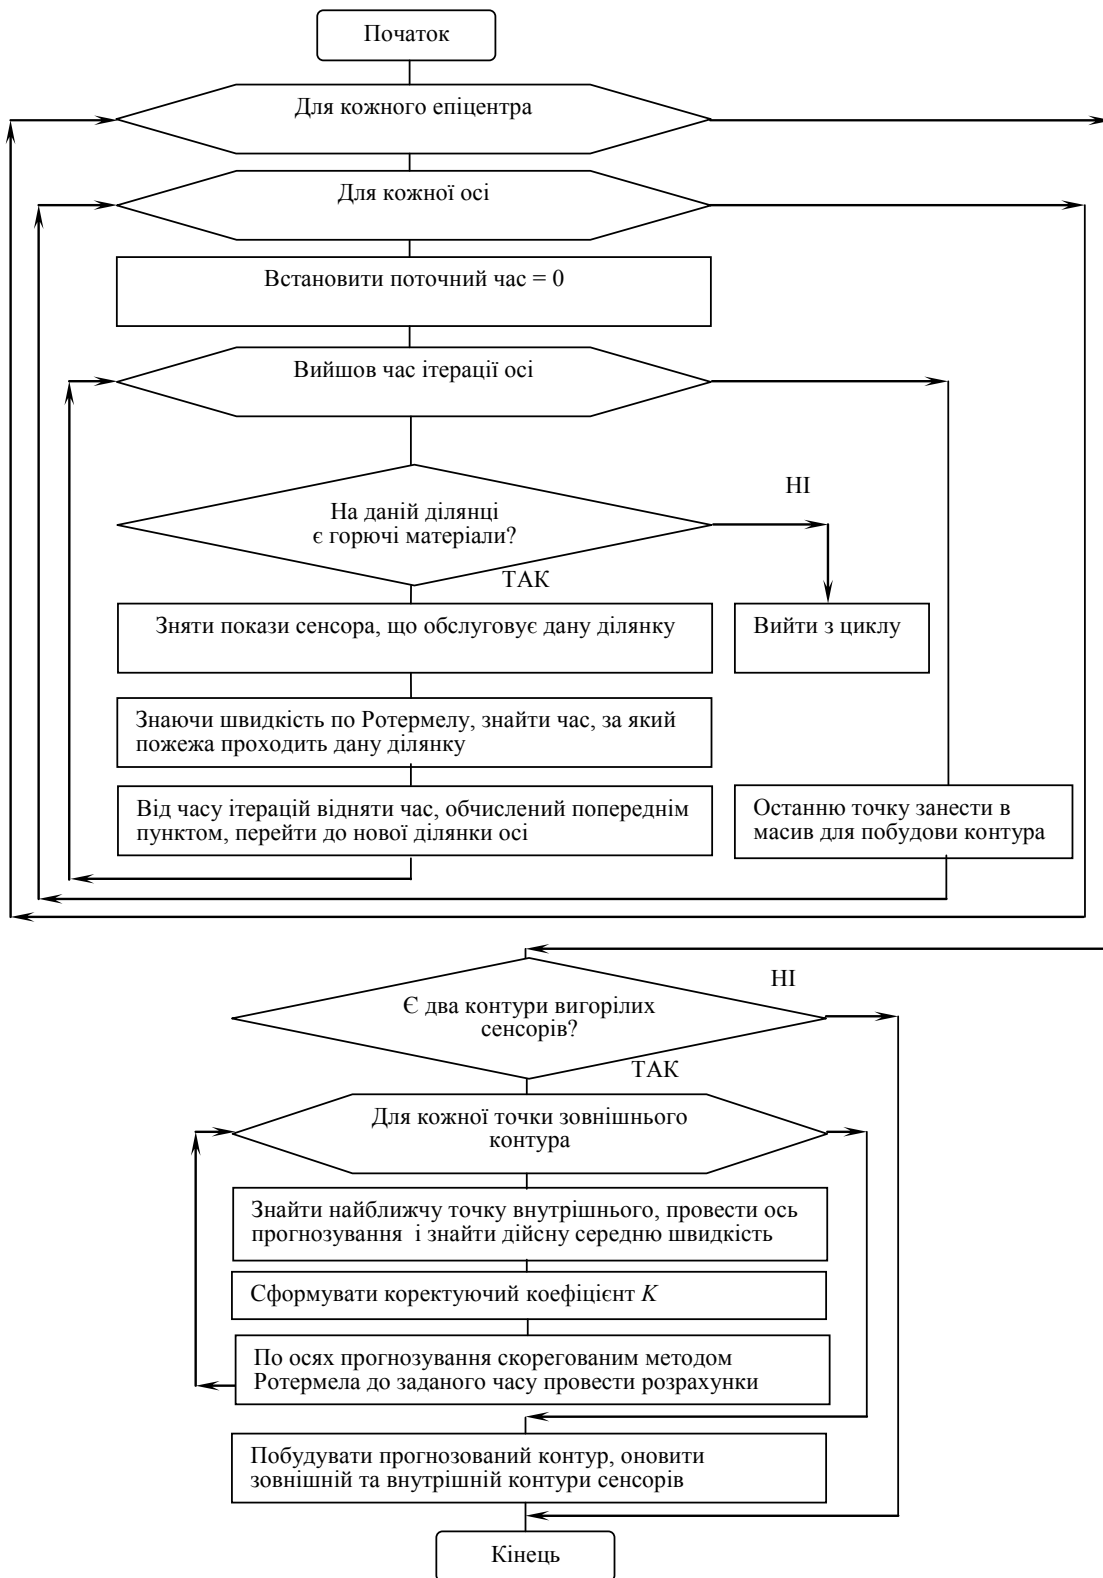 Початок
Для кожного епіцентра
Для кожної осі
Встановити поточний час = 0
Вийшов час ітерації осі
НІ
На даній ділянці
є горючі матеріали?
ТАК
Зняти покази сенсора, що обслуговує дану ділянку
Вийти з циклу
Знаючи швидкість по Ротермелу, знайти час, за який
пожежа проходить дану ділянку
Від часу ітерацій відняти час, обчислений попереднім
пунктом, перейти до нової ділянки осі
Останню точку занести в
масив для побудови контура
НІ
Є два контури вигорілих
сенсорів?
ТАК
Для кожної точки зовнішнього
контура
Знайти найближчу точку внутрішнього, провести ось
прогнозування і знайти дійсну середню швидкість
Сформувати коректуючий коефіцієнт K
По осях прогнозування скорегованим методом
Ротермела до заданого часу провести розрахунки
Побудувати прогнозований контур, оновити
зовнішній та внутрішній контури сенсорів
Кінець